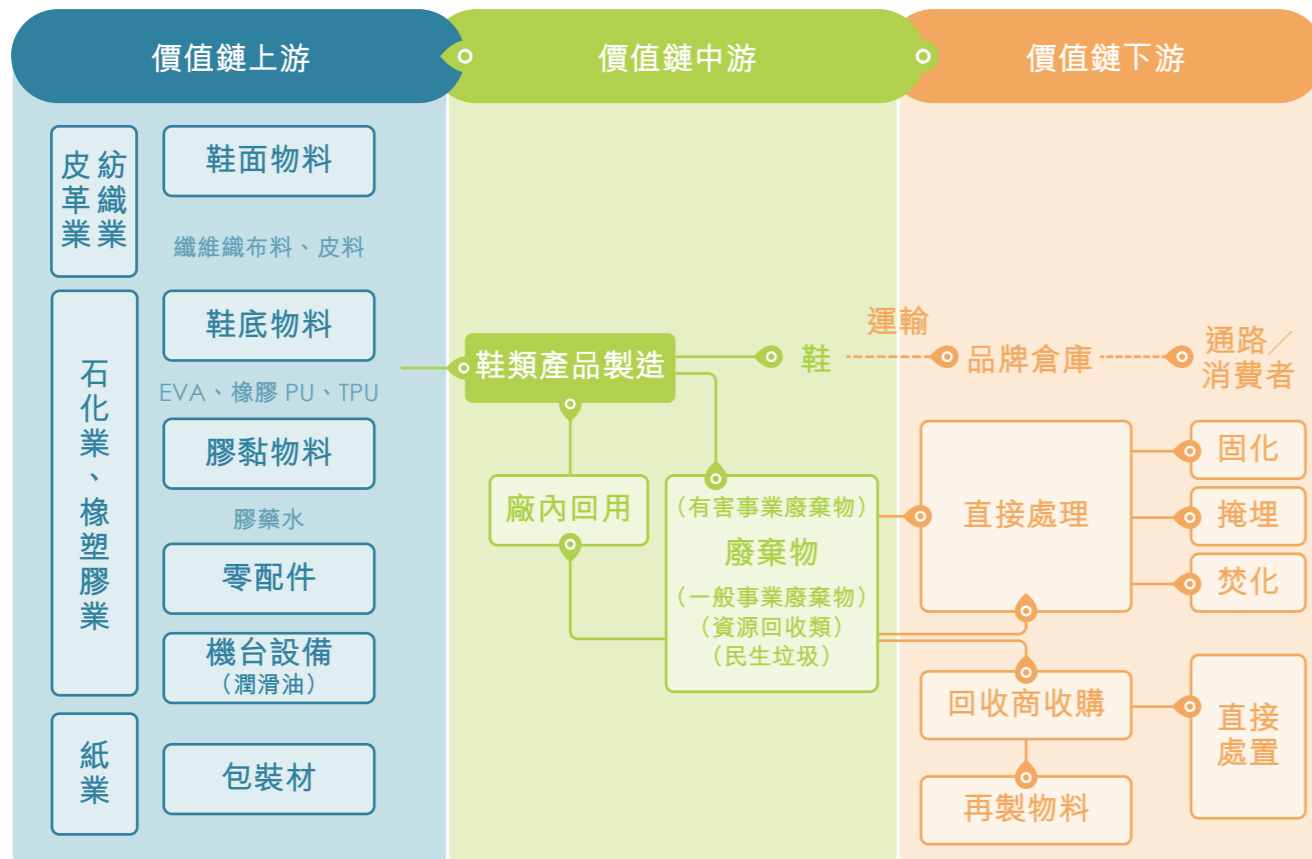 價值鏈上游
價值鏈中游
價值鏈下游
紡織業
皮革業
鞋面物料
纖維織布料、皮料
石化業、橡塑膠業
鞋底物料
EVA、橡膠 PU、TPU
膠黏物料
膠藥水
零配件
機台設備
（潤滑油）
紙業
包裝材
鞋類產品製造
鞋
廠內回用
（有害事業廢棄物）
廢棄物
（一般事業廢棄物）
（資源回收類）
（民生垃圾）
運輸
品牌倉庫
通路／
消費者
直接處理
固化
掩埋
焚化
回收商收購
直接
處置
再製物料